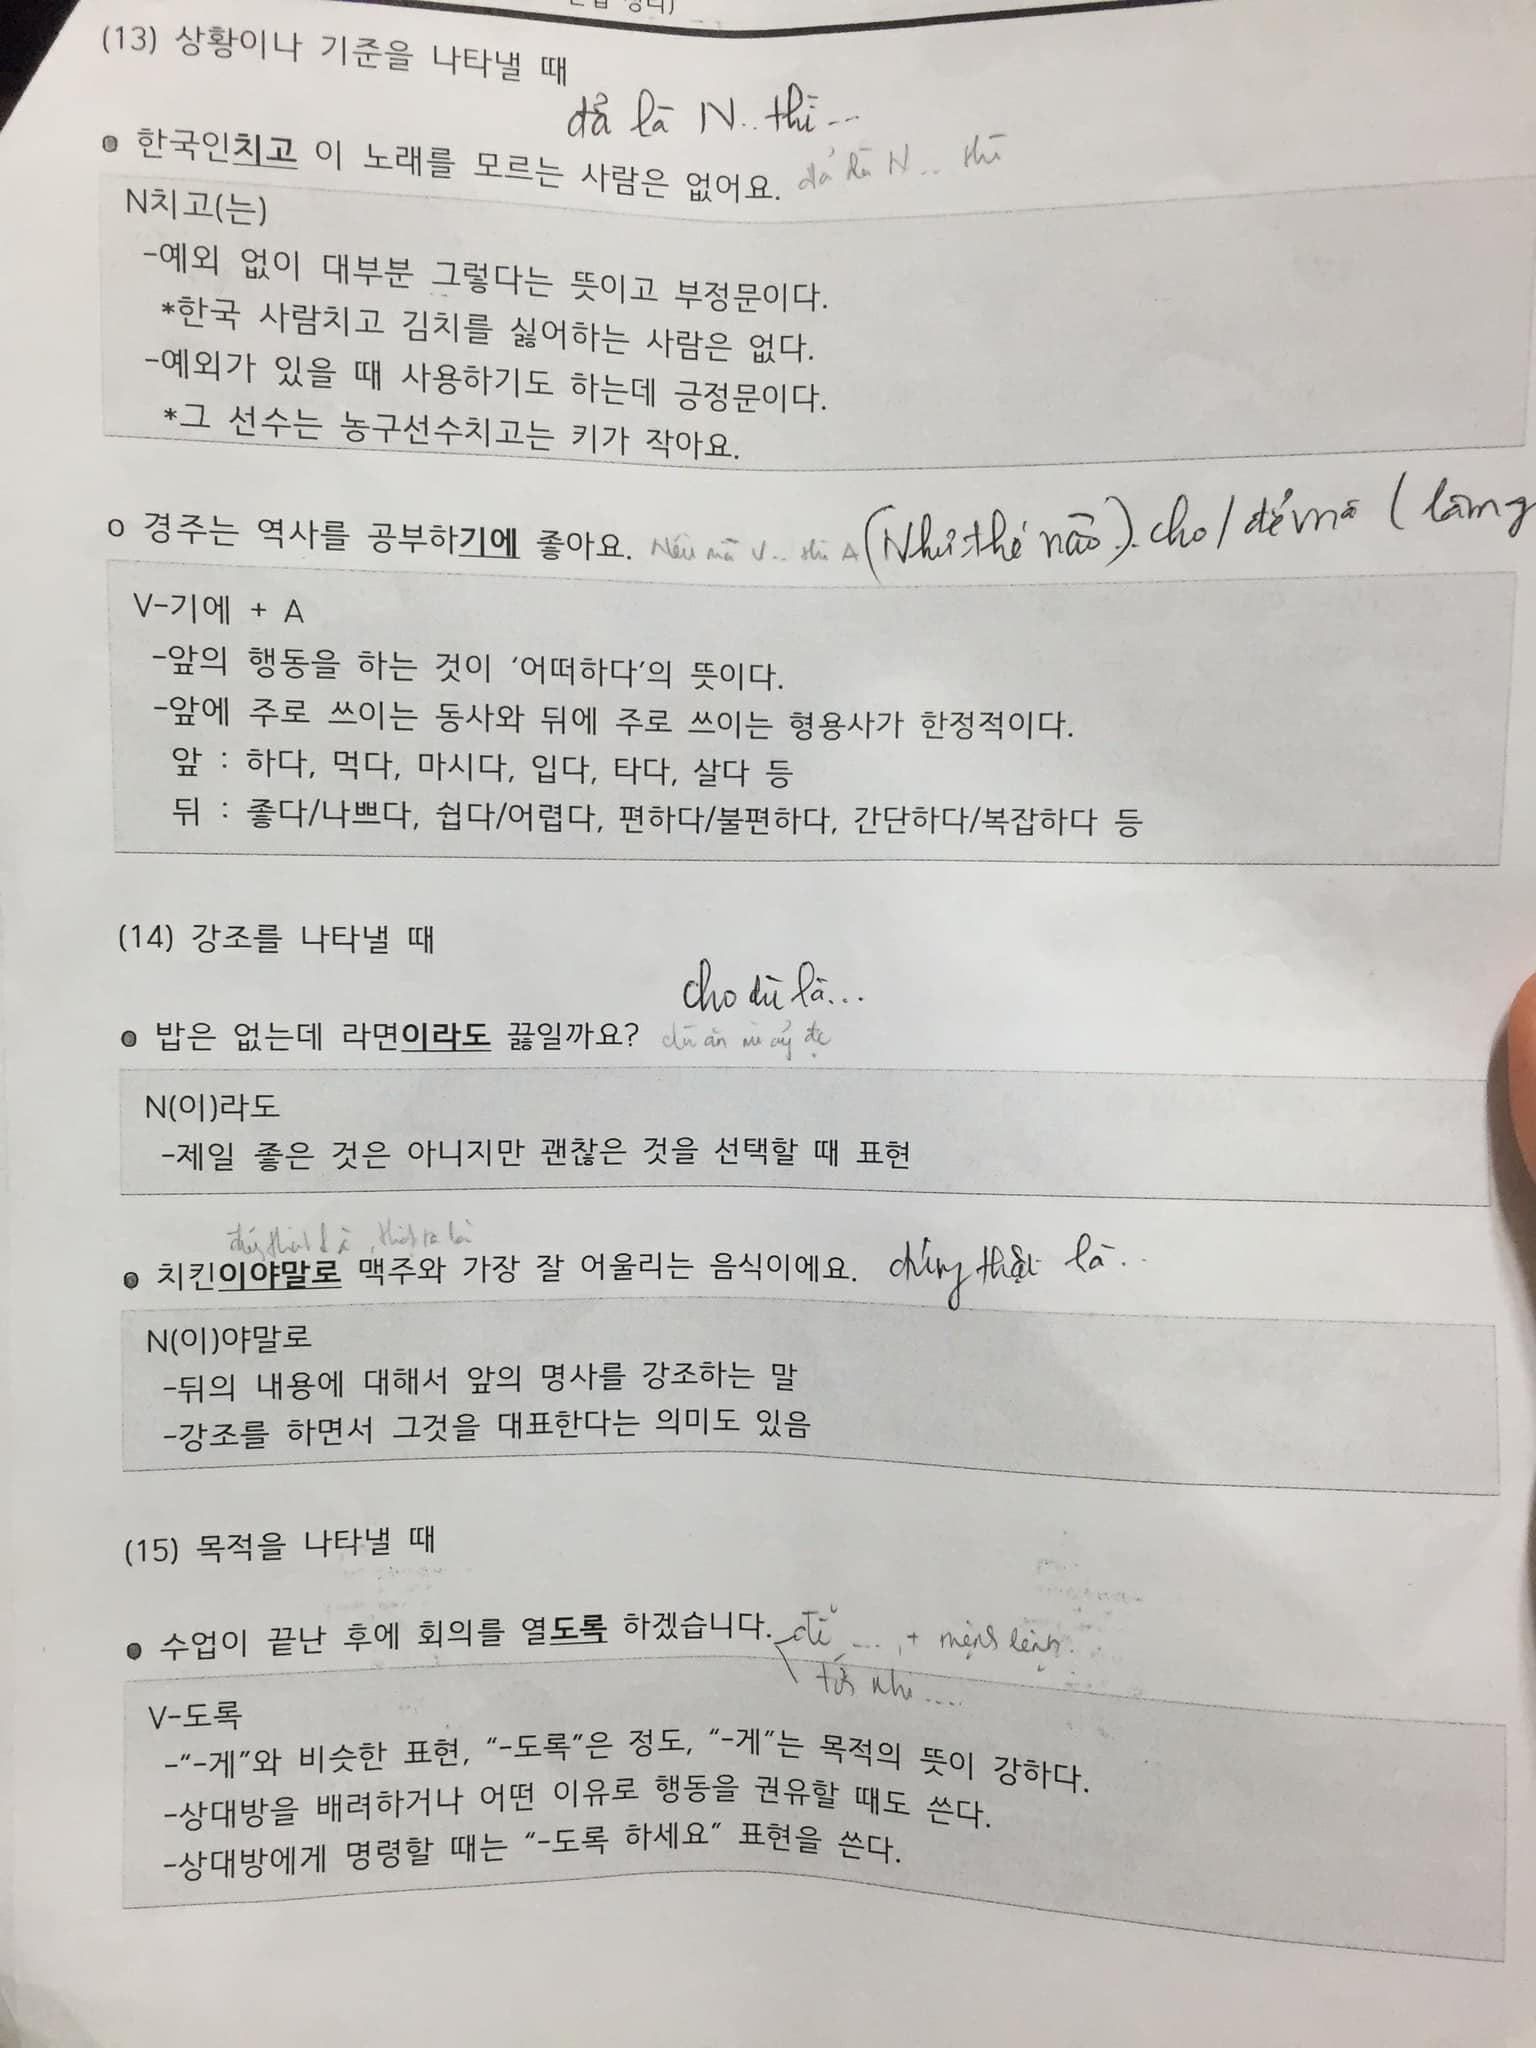 (13) 상황이나 기준을 나타낼 때
đã là N.. thì...
한국인치고 이 노래를 모르는 사람은 없어요. N... thì
N치고(는)
-예외 없이 대부분 그렇다는 뜻이고 부정문이다.
*한국 사람치고 김치를 싫어하는 사람은 없다.
-예외가 있을 때 사용하기도 하는데 긍정문이다.
*그 선수는 농구선수치고는 키가 작아요.
o 경주는 역사를 공부하기에 좋아요. Nếu mà V... thì A (Như thế nào).. cho / để mà (làm g
V-기에 + A
-앞의 행동을 하는 것이 '어떠하다'의 뜻이다.
-앞에 주로 쓰이는 동사와 뒤에 주로 쓰이는 형용사가 한정적이다.
앞 : 하다, 먹다, 마시다, 입다, 타다, 살다 등
뒤 : 좋다/나쁘다, 쉽다/어렵다, 편하다/불편하다, 간단하다/복잡하다 등
(14) 강조를 나타낼 때
cho dù là...
밥은 없는데 라면이라도 끓일까요?
N(이)라도
-제일 좋은 것은 아니지만 괜찮은 것을 선택할 때 표현
치킨이야말로 맥주와 가장 잘 어울리는 음식이에요. đúng thật là...
N(이)야말로
-뒤의 내용에 대해서 앞의 명사를 강조하는 말
-강조를 하면서 그것을 대표한다는 의미도 있음
(15) 목적을 나타낼 때
수업이 끝난 후에 회의를 열도록 하겠습니다. để ... + mệnh lệnh
tới khi ....
V-도록
-"-게"와 비슷한 표현, "-도록"은 정도, "-게"는 목적의 뜻이 강하다.
-상대방을 배려하거나 어떤 이유로 행동을 권유할 때도 쓴다.
-상대방에게 명령할 때는 "-도록 하세요" 표현을 쓴다.